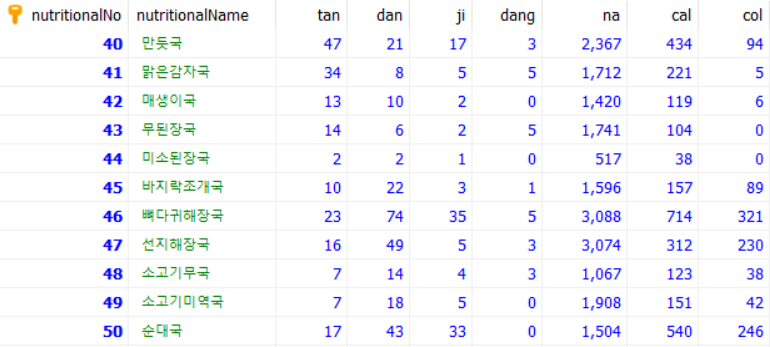 nutritionalNo nutritionalName tan dan ji dang na cal col
40 만둣국 47 21 17 3 2,367 434 94
41 맑은감자국 34 8 5 5 1,712 221 5
42 매생이국 13 10 2 0 1,420 119 6
43 무된장국 14 6 2 5 1,741 104 0
44 미소된장국 2 2 1 0 517 38 0
45 바지락조개국 10 22 3 1 1,596 157 89
46 뼈다귀해장국 23 74 35 5 3,088 714 321
47 선지해장국 16 49 5 3 3,074 312 230
48 소고기무국 7 14 4 3 1,067 123 38
49 소고기미역국 7 18 5 0 1,908 151 42
50 순대국 17 43 33 0 1,504 540 246